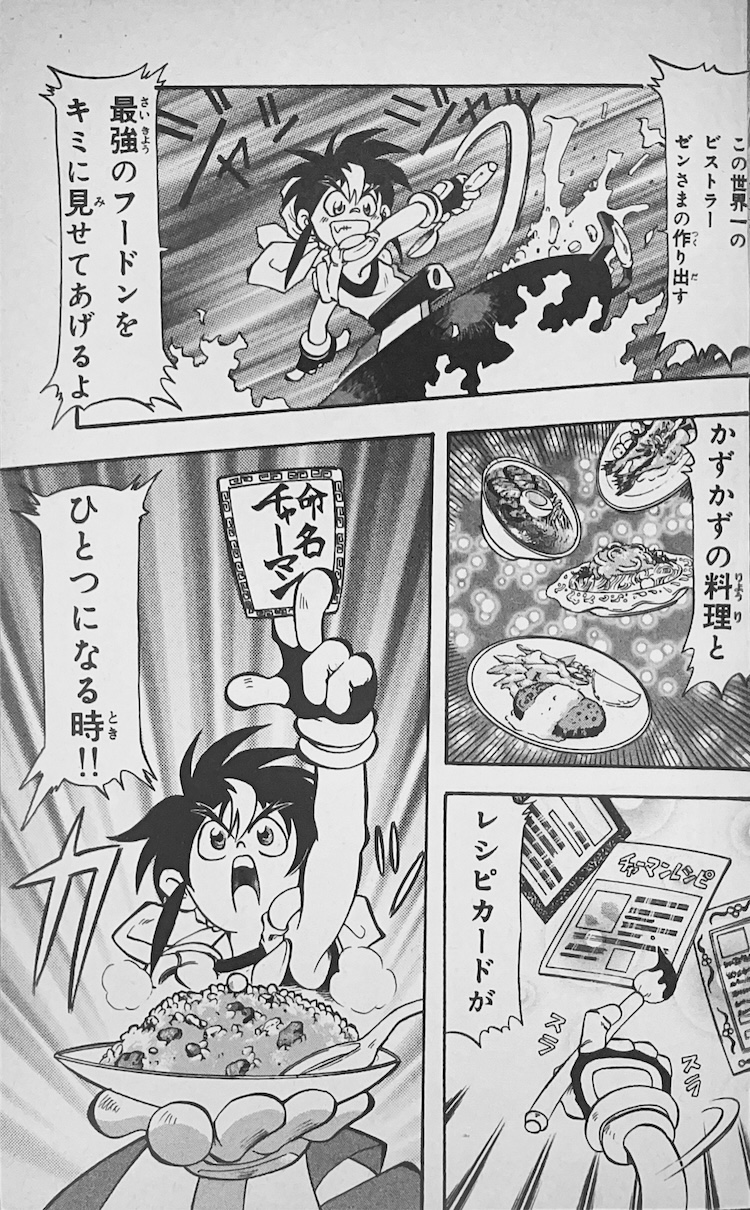 この世界一の
ビストラー
ゼンさまの作り出す
最強のフードンを
キミに見せてあげるよ
ジャッ
ジャッ
かずかずの料理と
レシピカードが
チャーマンレシピ
スラ
スラ
ひとつになる時!!
命名
チャーマン
カ